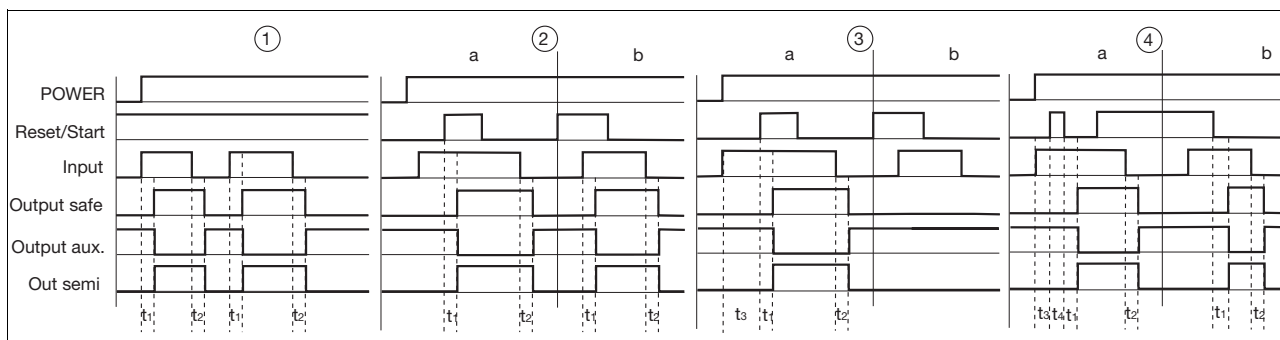 1 2 3 4
a b a b a b
POWER
Reset/Start
Input
Output safe
Output aux.
Out semi
t1 t2 t1 t2 t1 t2 t1 t2 t3 t1 t2 t3 t4 t1 t2 t1 t2